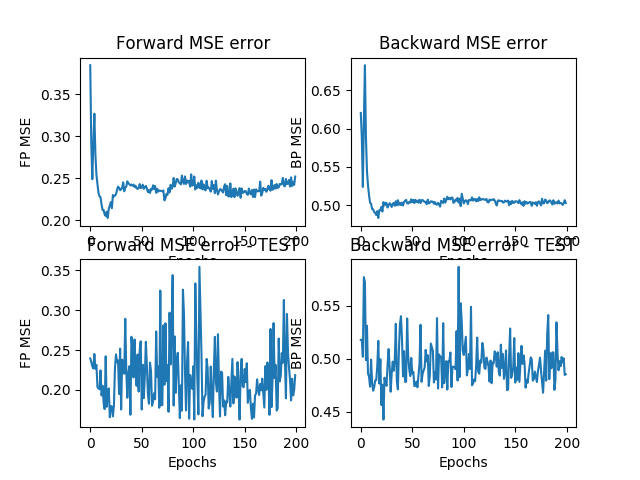 Forward MSE error
Backward MSE error
FP MSE
0.35
0.30
0.25
0.20
BP MSE
0.65
0.60
0.55
0.50
0 50 100 150 200
0 50 100 150 200
Epochs
Epochs
Forward MSE error - TEST
Backward MSE error - TEST
FP MSE
0.35
0.30
0.25
0.20
BP MSE
0.55
0.50
0.45
0 50 100 150 200
0 50 100 150 200
Epochs
Epochs